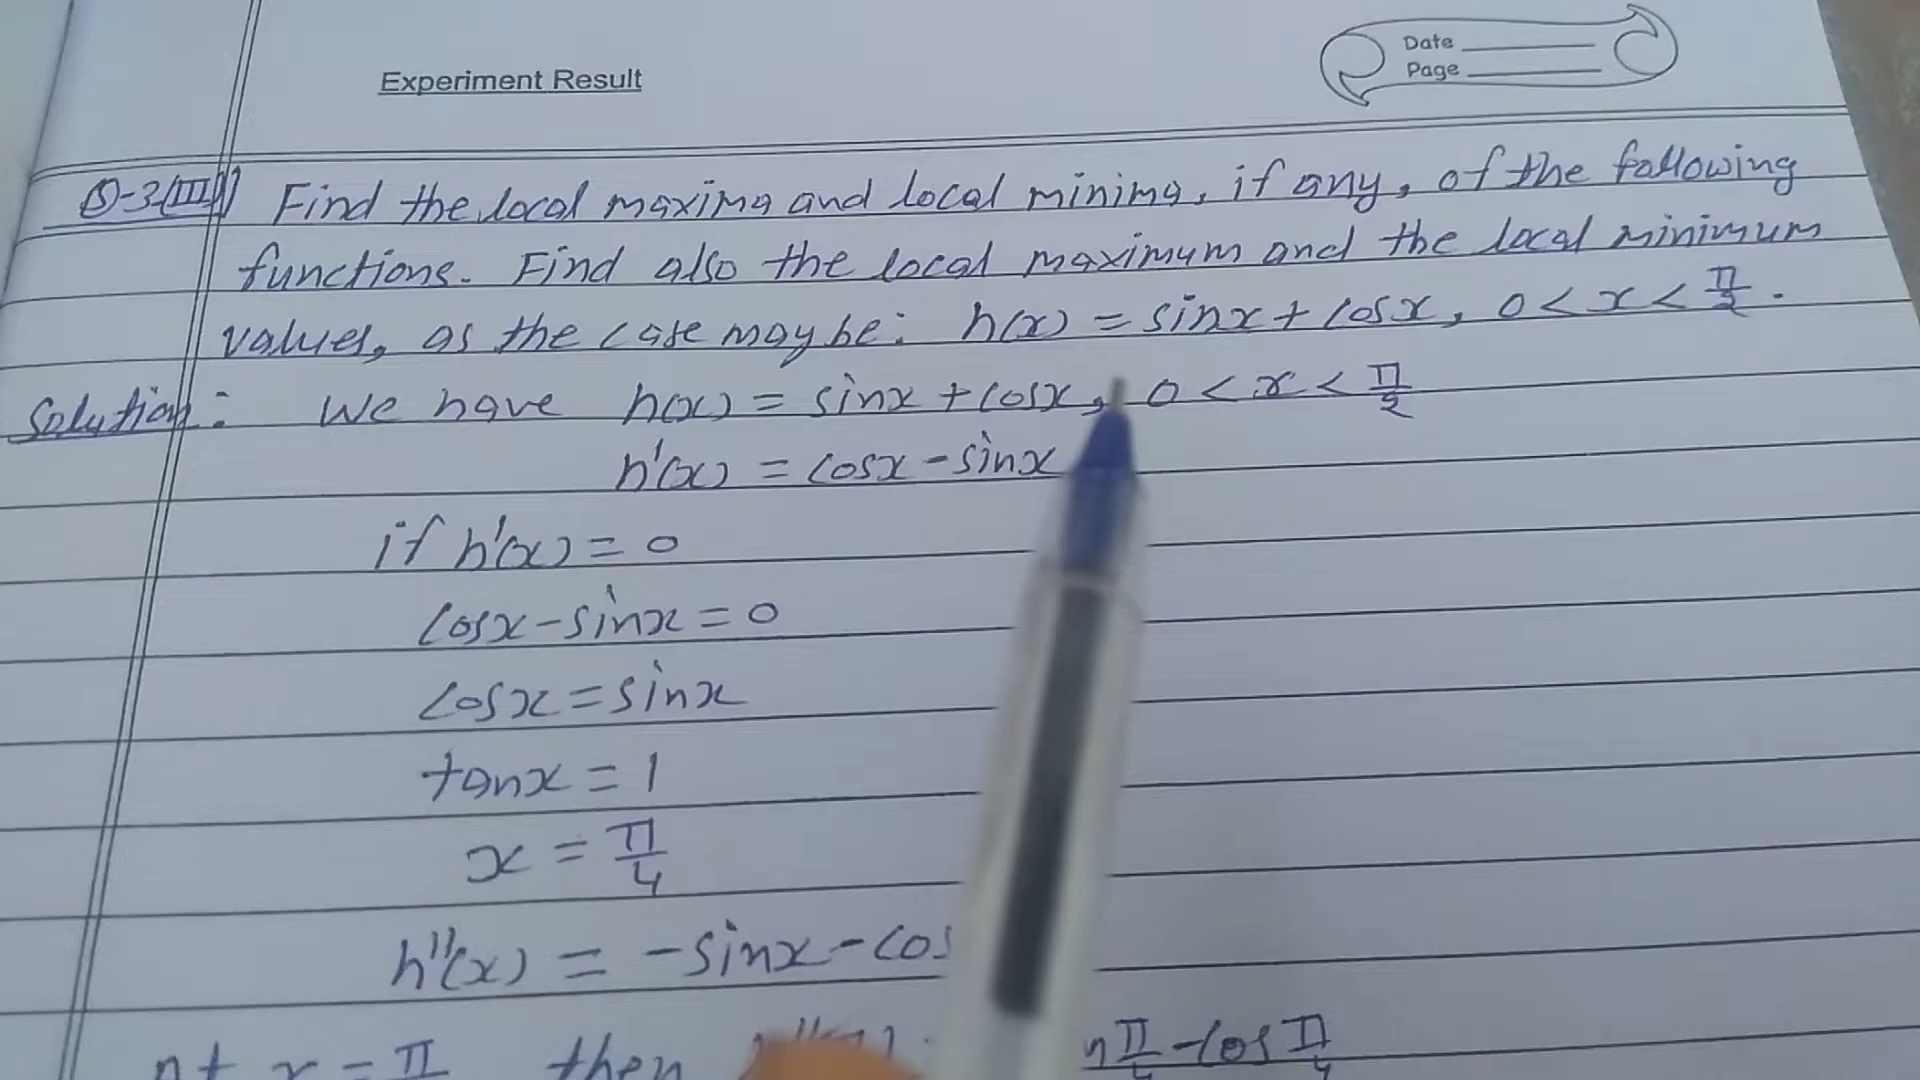 Experiment Result
Date
Page
Q-3(III) Find the local maxima and local minima, if any, of the following
functions. Find also the local maximum and the local minimum
values, as the case may be: h(x) = sinx + cosx, 0 < x < π/2.
Solution: We have h(x) = sinx + cosx, 0 < x < π/2
h'(x) = cosx - sinx
if h'(x) = 0
cosx - sinx = 0
cosx = sinx
tanx = 1
x = π/4
h''(x) = -sinx - cos
at x = π then π/4 - cos π/4